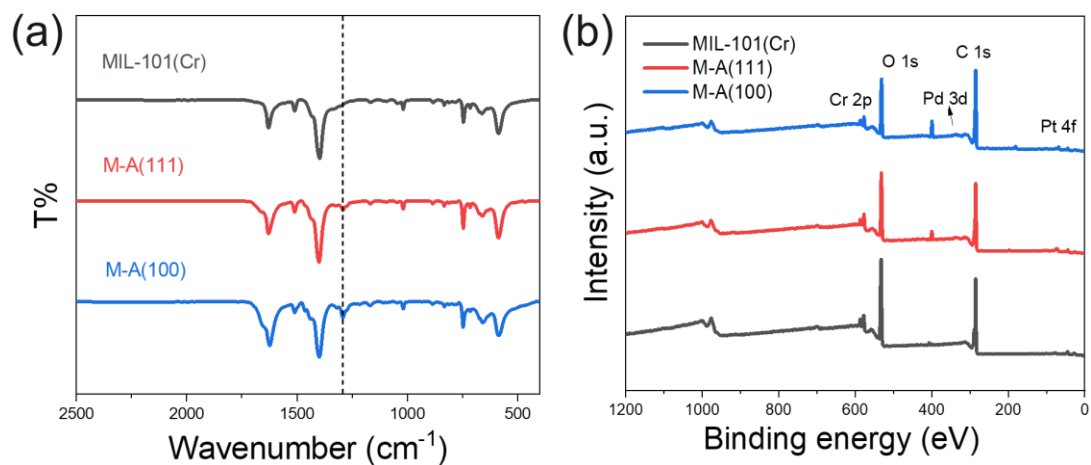 (a)
MIL-101(Cr)
M-A(111)
M-A(100)
T%
2500 2000 1500 1000 500
Wavenumber (cm⁻¹)
(b)
MIL-101(Cr)
M-A(111)
M-A(100)
C 1s
O 1s
Cr 2p
Pd 3d
Pt 4f
Intensity (a.u.)
1200 1000 800 600 400 200 0
Binding energy (eV)